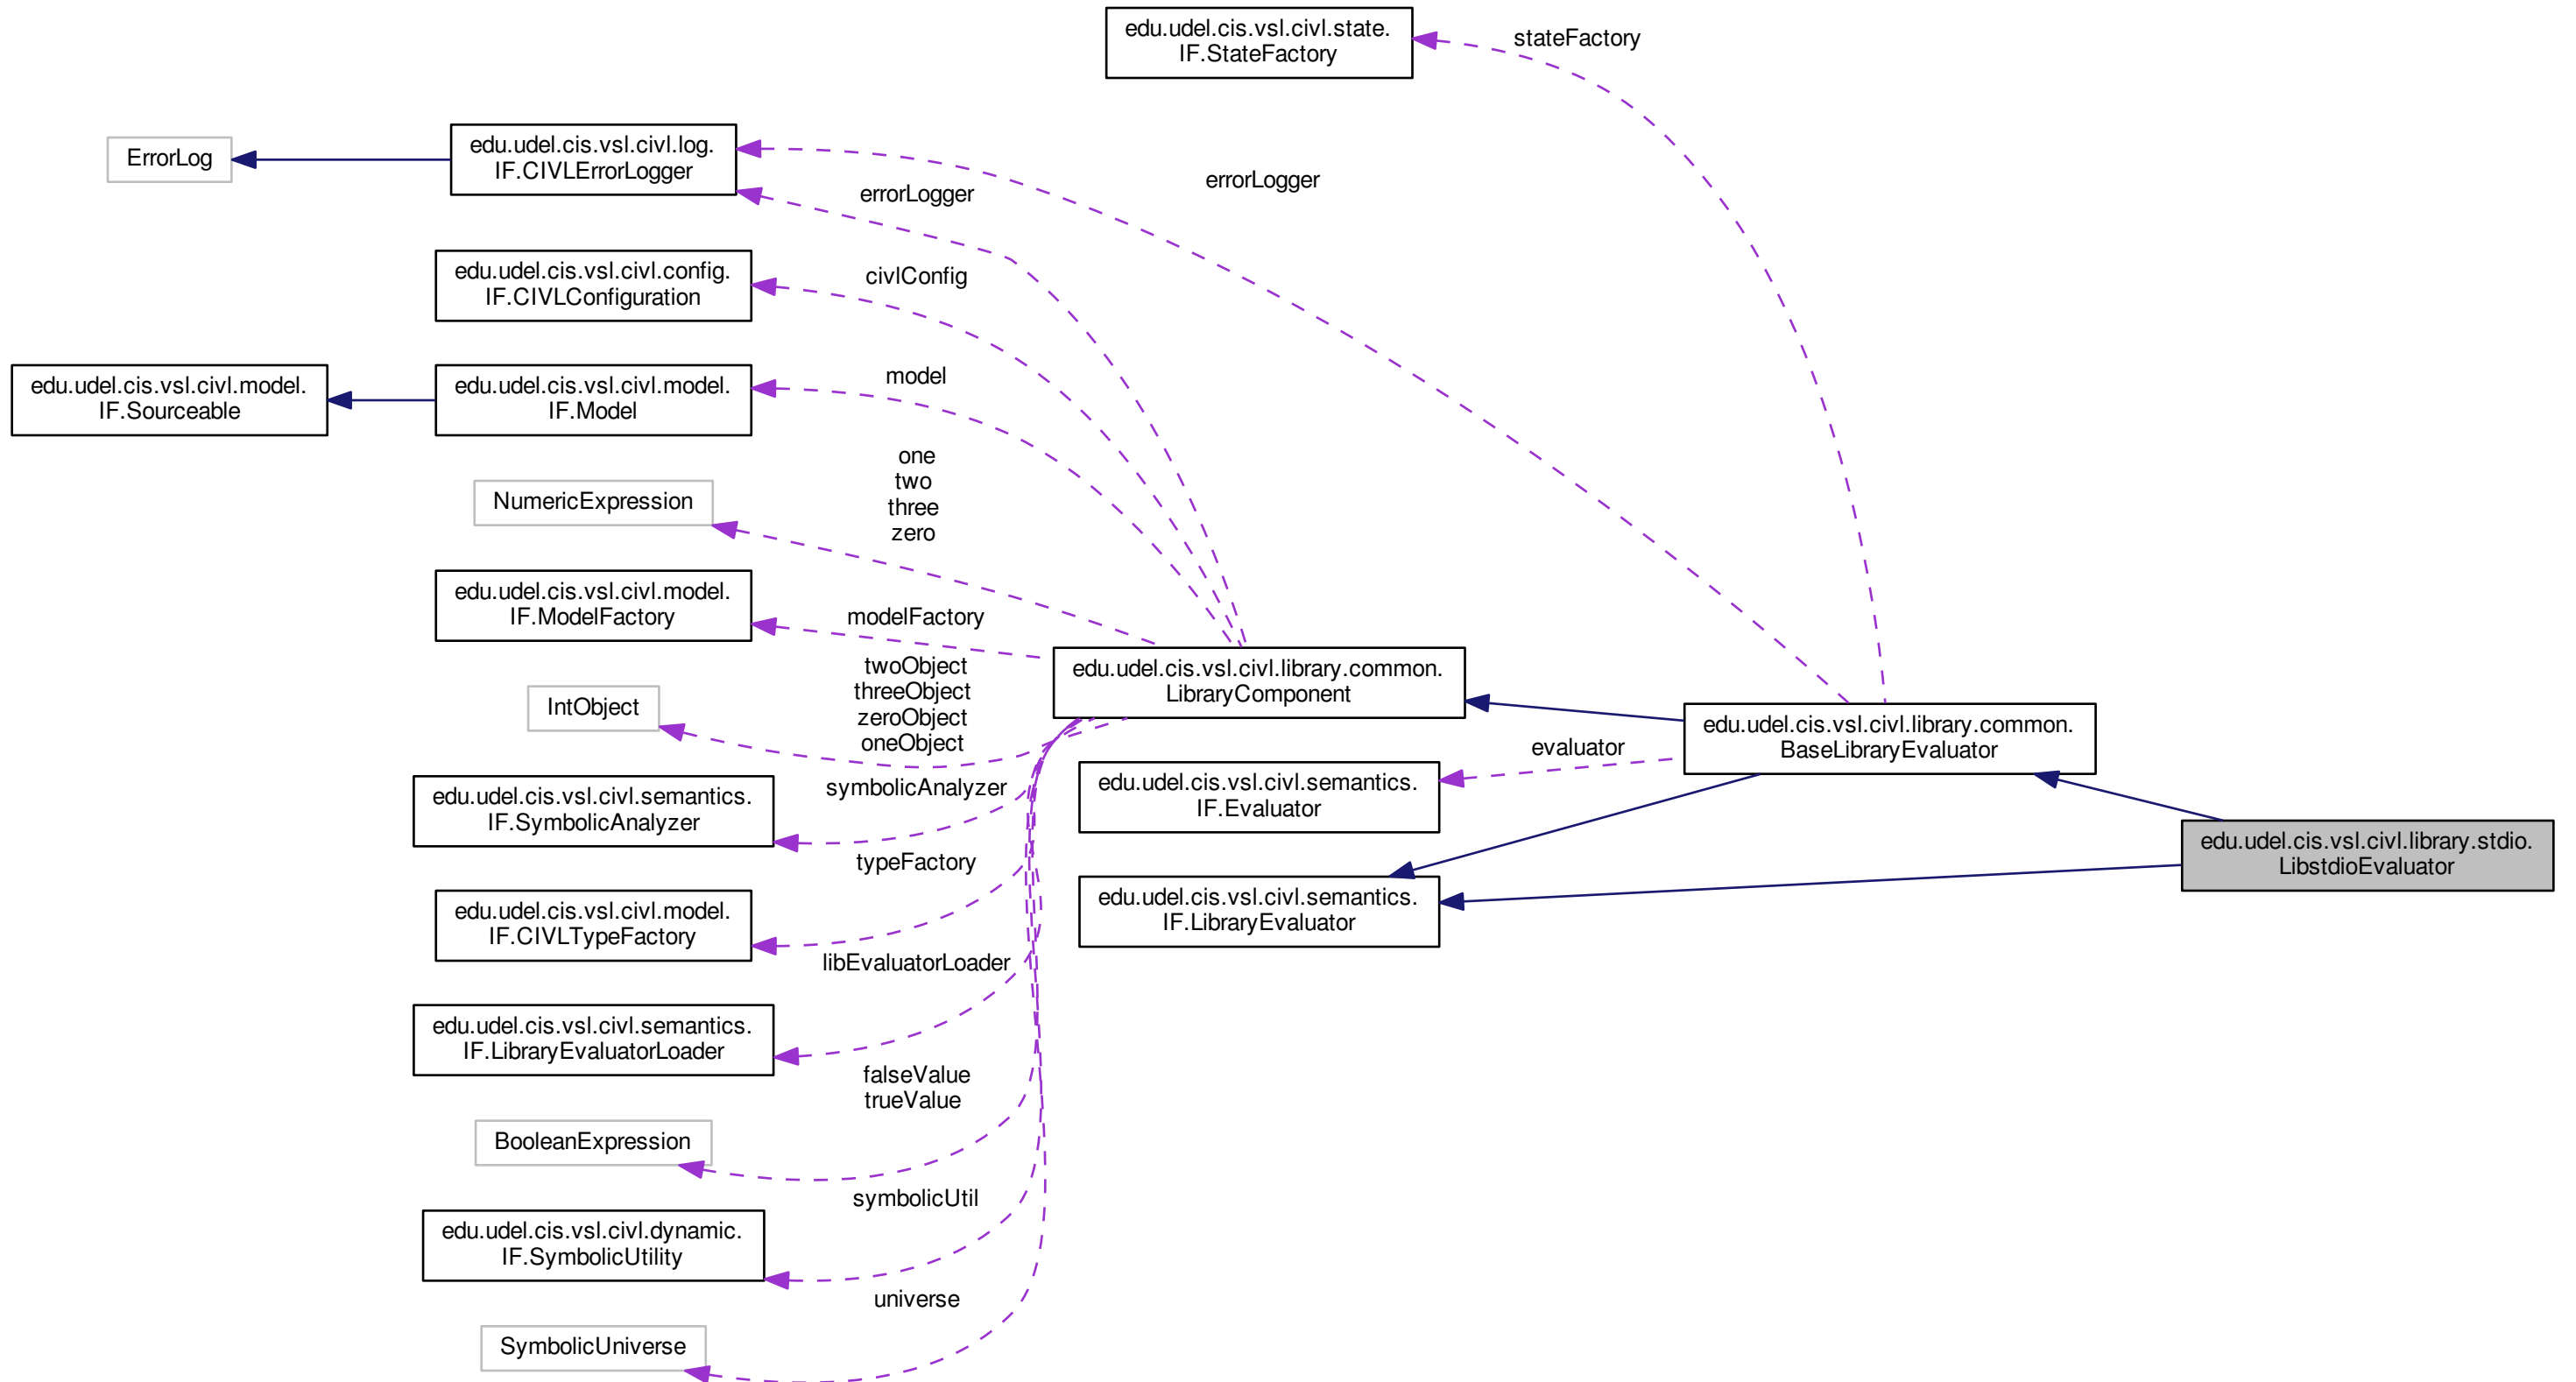 edu.udel.cis.vsl.civl.state.
IF.StateFactory
stateFactory
ErrorLog
edu.udel.cis.vsl.civl.log.
IF.CIVLErrorLogger
errorLogger
errorLogger
edu.udel.cis.vsl.civl.config.
IF.CIVLConfiguration
civlConfig
edu.udel.cis.vsl.civl.model.
IF.Sourceable
edu.udel.cis.vsl.civl.model.
IF.Model
model
NumericExpression
one
two
three
zero
edu.udel.cis.vsl.civl.model.
IF.ModelFactory
modelFactory
IntObject
twoObject
threeObject
zeroObject
oneObject
edu.udel.cis.vsl.civl.library.common.
LibraryComponent
edu.udel.cis.vsl.civl.library.common.
BaseLibraryEvaluator
evaluator
edu.udel.cis.vsl.civl.semantics.
IF.SymbolicAnalyzer
symbolicAnalyzer
edu.udel.cis.vsl.civl.semantics.
IF.Evaluator
edu.udel.cis.vsl.civl.library.stdio.
LibstdioEvaluator
edu.udel.cis.vsl.civl.model.
IF.CIVLTypeFactory
typeFactory
edu.udel.cis.vsl.civl.semantics.
IF.LibraryEvaluator
edu.udel.cis.vsl.civl.semantics.
IF.LibraryEvaluatorLoader
libEvaluatorLoader
BooleanExpression
falseValue
trueValue
edu.udel.cis.vsl.civl.dynamic.
IF.SymbolicUtility
symbolicUtil
SymbolicUniverse
universe